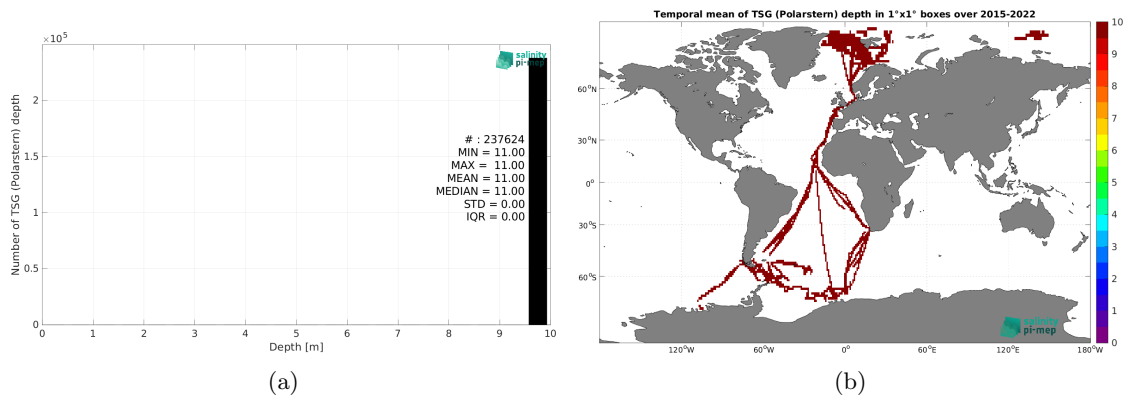 ×10⁵
salinity
pi-mep
Number of TSG (Polarstern) depth
2
1.5
1
0.5
0
# : 237624
MIN = 11.00
MAX = 11.00
MEAN = 11.00
MEDIAN = 11.00
STD = 0.00
IQR = 0.00
0 1 2 3 4 5 6 7 8 9 10
Depth [m]
(a)
Temporal mean of TSG (Polarstern) depth in 1°x1° boxes over 2015-2022
60°N
30°N
0°
30°S
60°S
120°W 60°W 0° 60°E 120°E 180°W
salinity
pi-mep
10
9
8
7
6
5
4
3
2
1
0
(b)